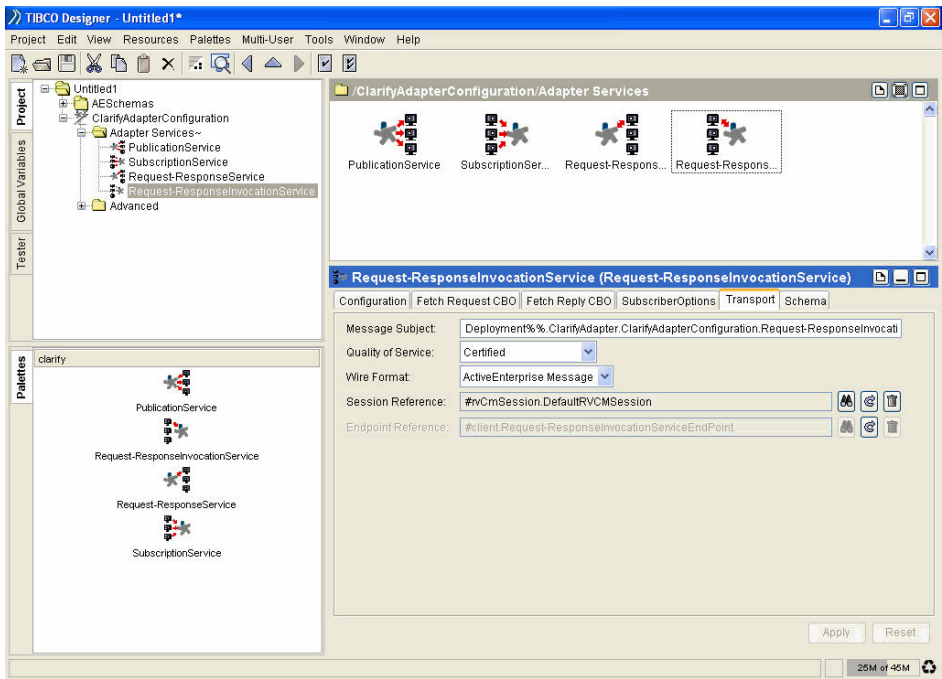 TIBCO Designer - Untitled1*
Project Edit View Resources Palettes Multi-User Tools Window Help
Project
Global Variables
Tester
Untitled1
AESchemas
ClarifyAdapterConfiguration
Adapter Services~
PublicationService
SubscriptionService
Request-ResponseService
Request-ResponseInvocationService
Advanced
/ClarifyAdapterConfiguration/Adapter Services
PublicationService SubscriptionSer... Request-Respons... Request-Respons...
Request-ResponseInvocationService (Request-ResponseInvocationService)
Configuration Fetch Request CBO Fetch Reply CBO SubscriberOptions Transport Schema
Message Subject: Deployment%%.ClarifyAdapter.ClarifyAdapterConfiguration.Request-ResponseInvocati
Quality of Service: Certified
Wire Format: ActiveEnterprise Message
Session Reference: #rvCmSession.DefaultRVCMSession
Endpoint Reference: #client.Request-ResponseInvocationServiceEndPoint
Apply Reset
Palettes
clarify
PublicationService
Request-ResponseInvocationService
Request-ResponseService
SubscriptionService
25M of 45M